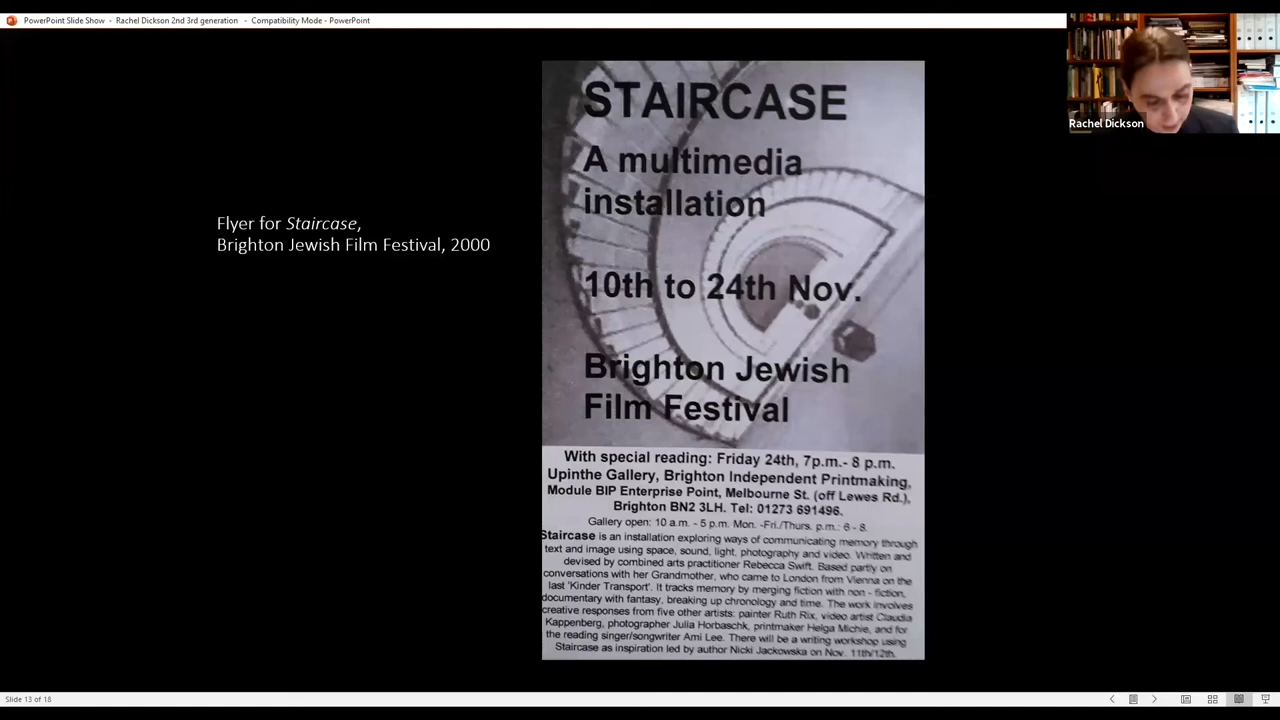 PowerPoint Slide Show - Rachel Dickson 2nd 3rd generation - Compatibility Mode - PowerPoint
Rachel Dickson
Flyer for Staircase,
Brighton Jewish Film Festival, 2000
STAIRCASE
A multimedia
installation
10th to 24th Nov.
Brighton Jewish
Film Festival
With special reading: Friday 24th, 7p.m.- 8 p.m.
Upinthe Gallery, Brighton Independent Printmaking,
Module BIP Enterprise Point, Melbourne St. (off Lewes Rd.),
Brighton BN2 3LH. Tel: 01273 691496.
Gallery open: 10 a.m. - 5 p.m. Mon. -Fri./Thurs. p.m.: 6 - 8.
Staircase is an installation exploring ways of communicating memory through
text and image using space, sound, light, photography and video. Written and
devised by combined arts practitioner Rebecca Swift. Based partly on
conversations with her Grandmother, who came to London from Vienna on the
last 'Kinder Transport'. It tracks memory by merging fiction with non - fiction,
documentary with fantasy, breaking up chronology and time. The work involves
creative responses from five other artists: painter Ruth Rix, video artist Claudia
Kappenberg, photographer Julia Horbaschk, printmaker Helga Michie, and for
the reading singer/songwriter Ami Lee. There will be a writing workshop using
Staircase as inspiration led by author Nicki Jackowska on Nov. 11th/12th.
Slide 13 of 18